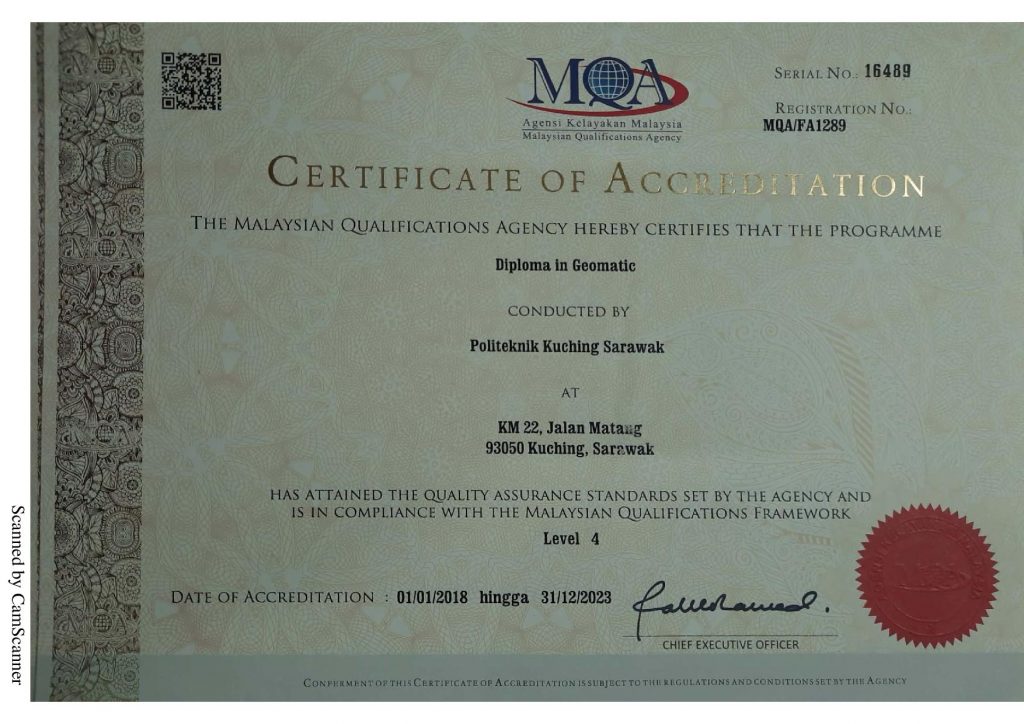 MQA
Agensi Kelayakan Malaysia
Malaysian Qualifications Agency
SERIAL NO.: 16489
REGISTRATION NO.:
MQA/FA1289
CERTIFICATE OF ACCREDITATION
THE MALAYSIAN QUALIFICATIONS AGENCY HEREBY CERTIFIES THAT THE PROGRAMME
Diploma in Geomatic
CONDUCTED BY
Politeknik Kuching Sarawak
AT
KM 22, Jalan Matang
93050 Kuching, Sarawak
HAS ATTAINED THE QUALITY ASSURANCE STANDARDS SET BY THE AGENCY AND
IS IN COMPLIANCE WITH THE MALAYSIAN QUALIFICATIONS FRAMEWORK
Level 4
DATE OF ACCREDITATION : 01/01/2018 hingga 31/12/2023
CHIEF EXECUTIVE OFFICER
CONFERMENT OF THIS CERTIFICATE OF ACCREDITATION IS SUBJECT TO THE REGULATIONS AND CONDITIONS SET BY THE AGENCY
Scanned by CamScanner